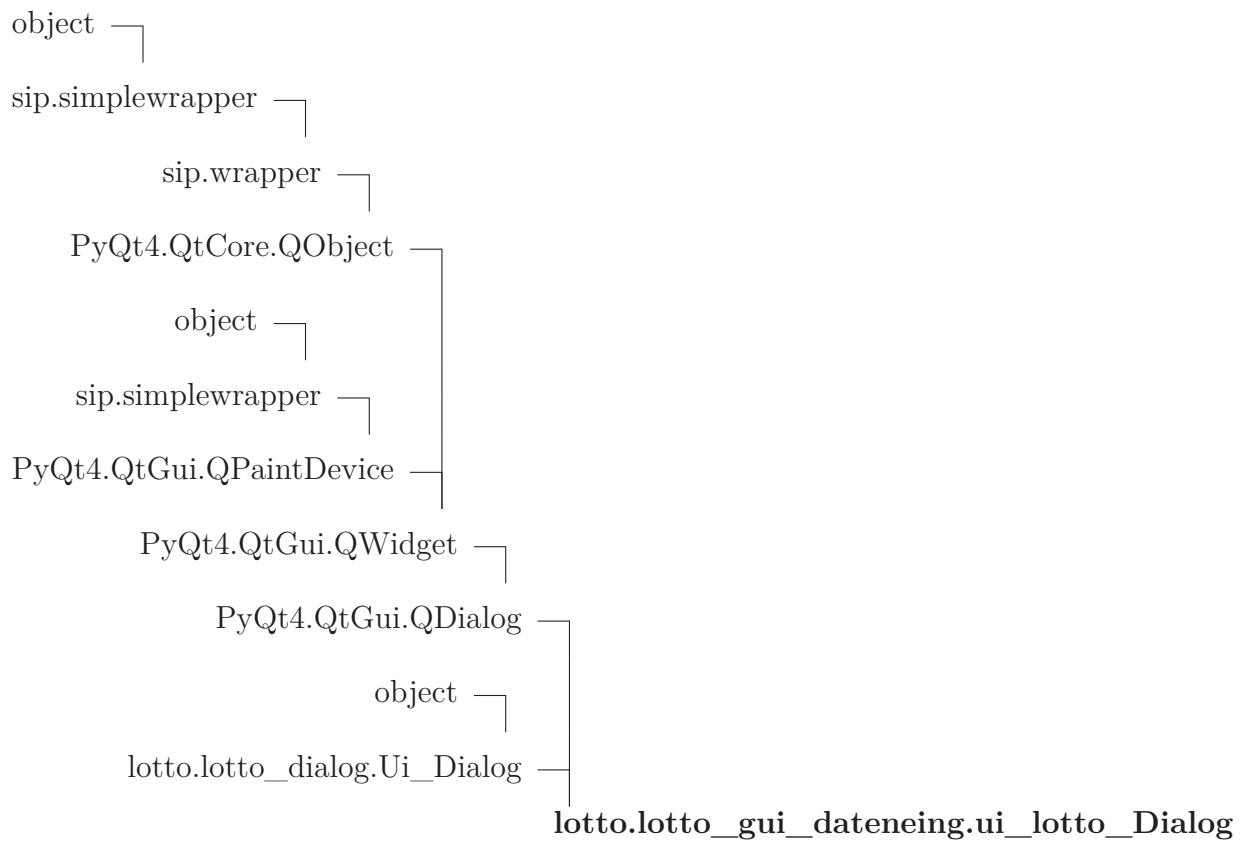 object
sip.simplewrapper
sip.wrapper
PyQt4.QtCore.QObject
object
sip.simplewrapper
PyQt4.QtGui.QPaintDevice
PyQt4.QtGui.QWidget
PyQt4.QtGui.QDialog
object
lotto.lotto_dialog.Ui_Dialog
lotto.lotto_gui_dateneing.ui_lotto_Dialog